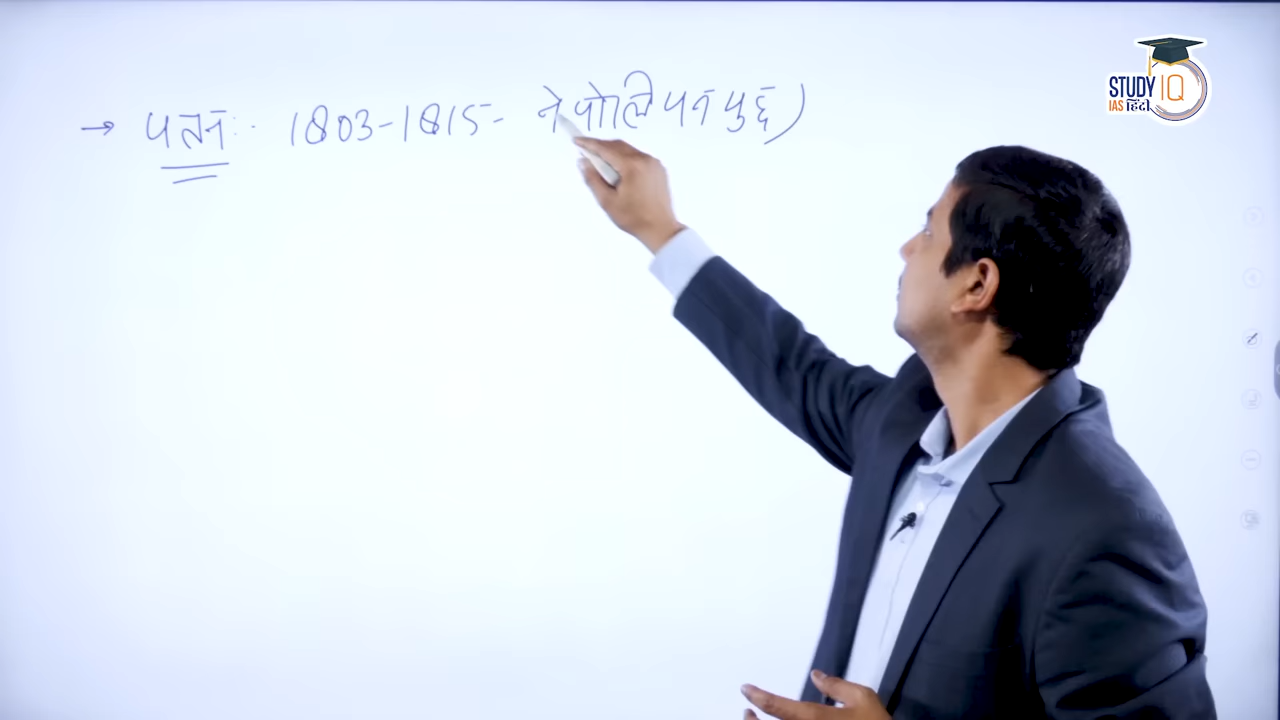 → पतन :- 1803-1815- नेपोलियन युद्ध)
STUDY IQ
IAS हिंदी